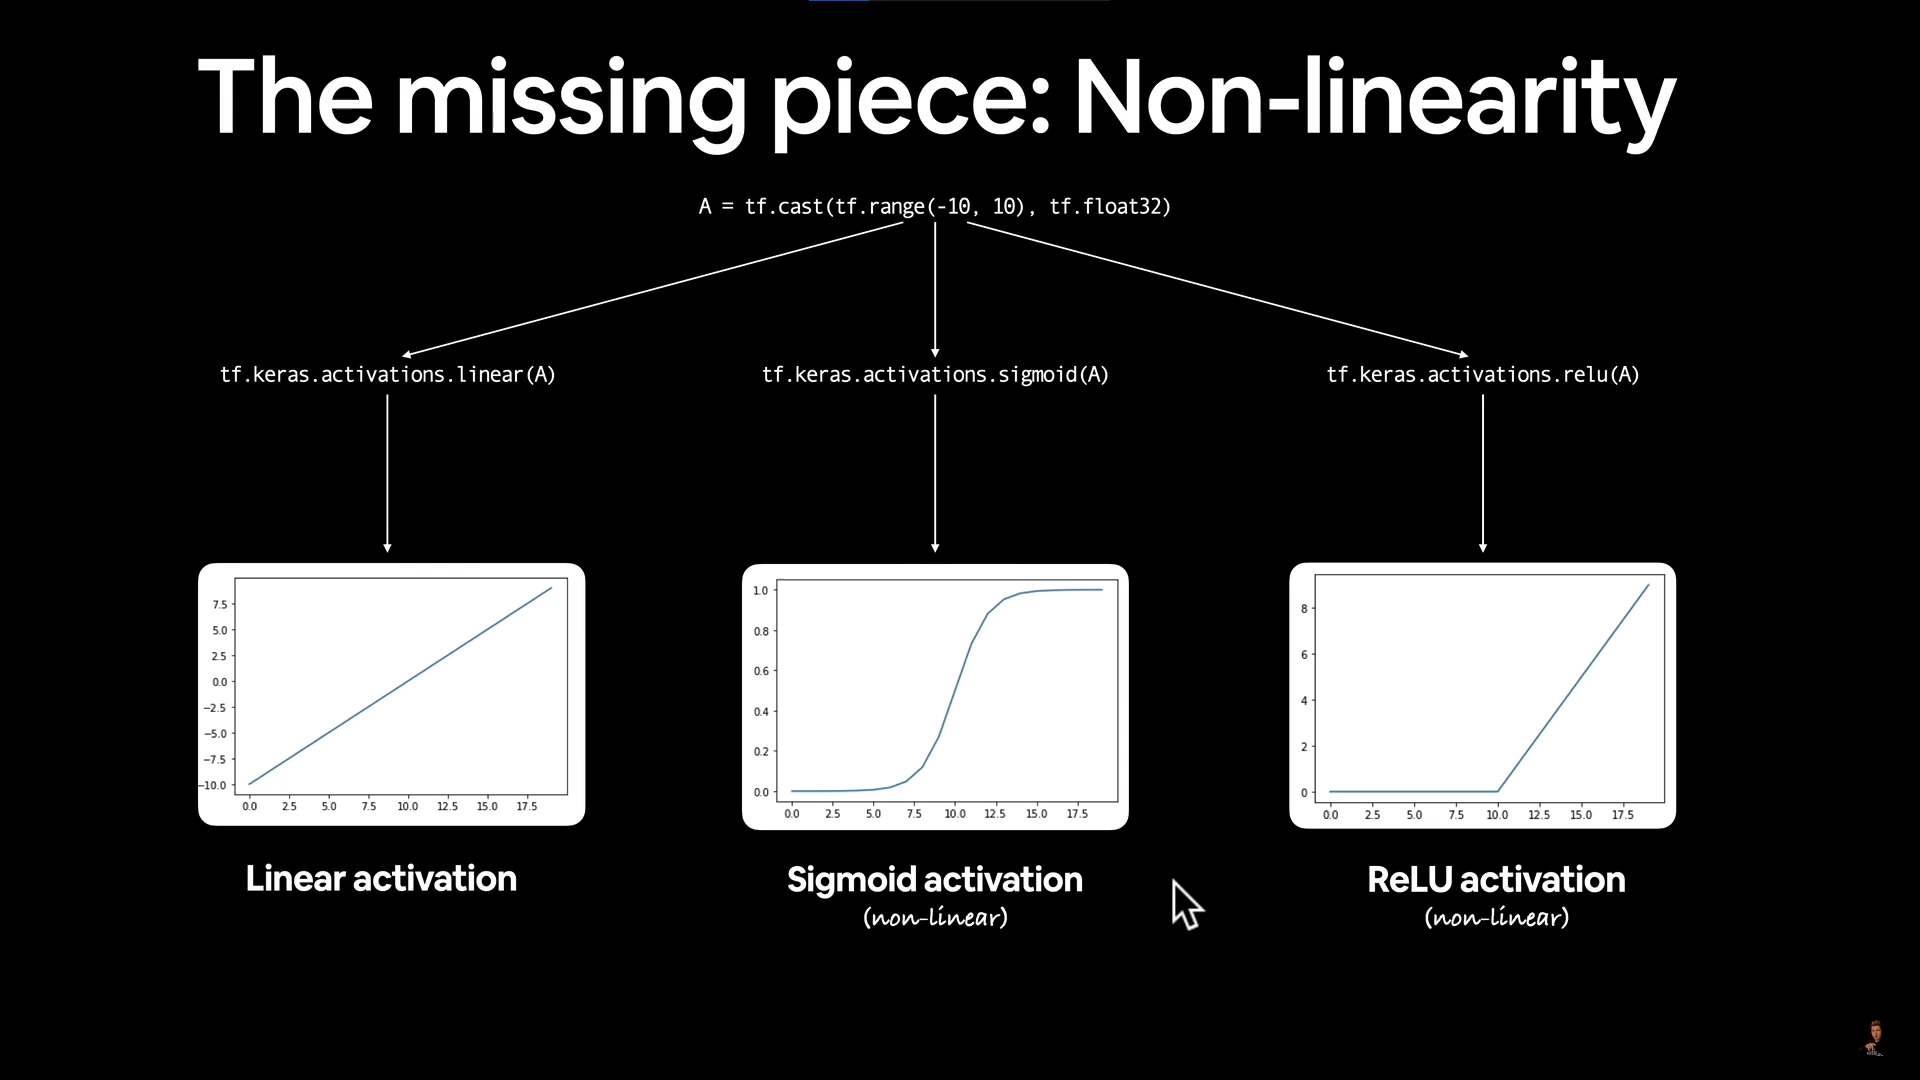 The missing piece: Non-linearity
A = tf.cast(tf.range(-10, 10), tf.float32)
tf.keras.activations.linear(A)
tf.keras.activations.sigmoid(A)
tf.keras.activations.relu(A)
7.5
5.0
2.5
0.0
−2.5
−5.0
−7.5
−10.0
0.0 2.5 5.0 7.5 10.0 12.5 15.0 17.5
1.0
0.8
0.6
0.4
0.2
0.0
0.0 2.5 5.0 7.5 10.0 12.5 15.0 17.5
8
6
4
2
0
0.0 2.5 5.0 7.5 10.0 12.5 15.0 17.5
Linear activation
Sigmoid activation
(non-linear)
ReLU activation
(non-linear)